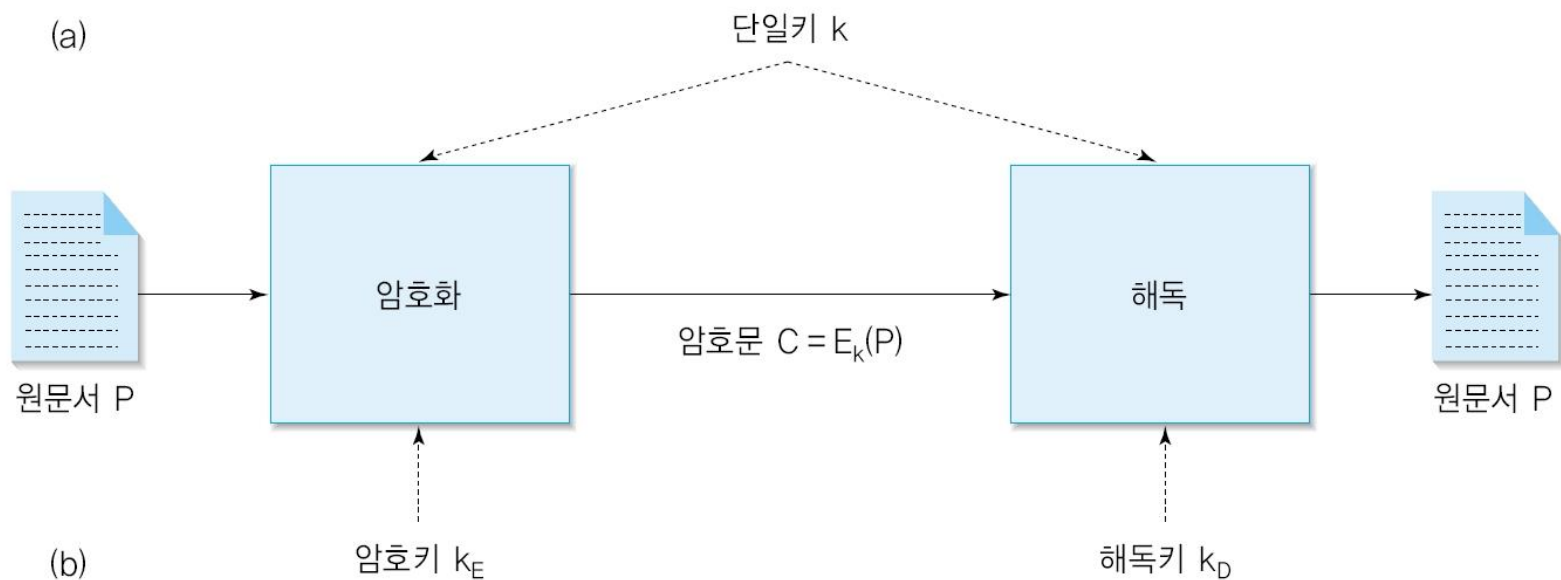 (a)
단일키 k
암호화
해독
암호문 C = E_k(P)
원문서 P
원문서 P
(b)
암호키 k_E
해독키 k_D